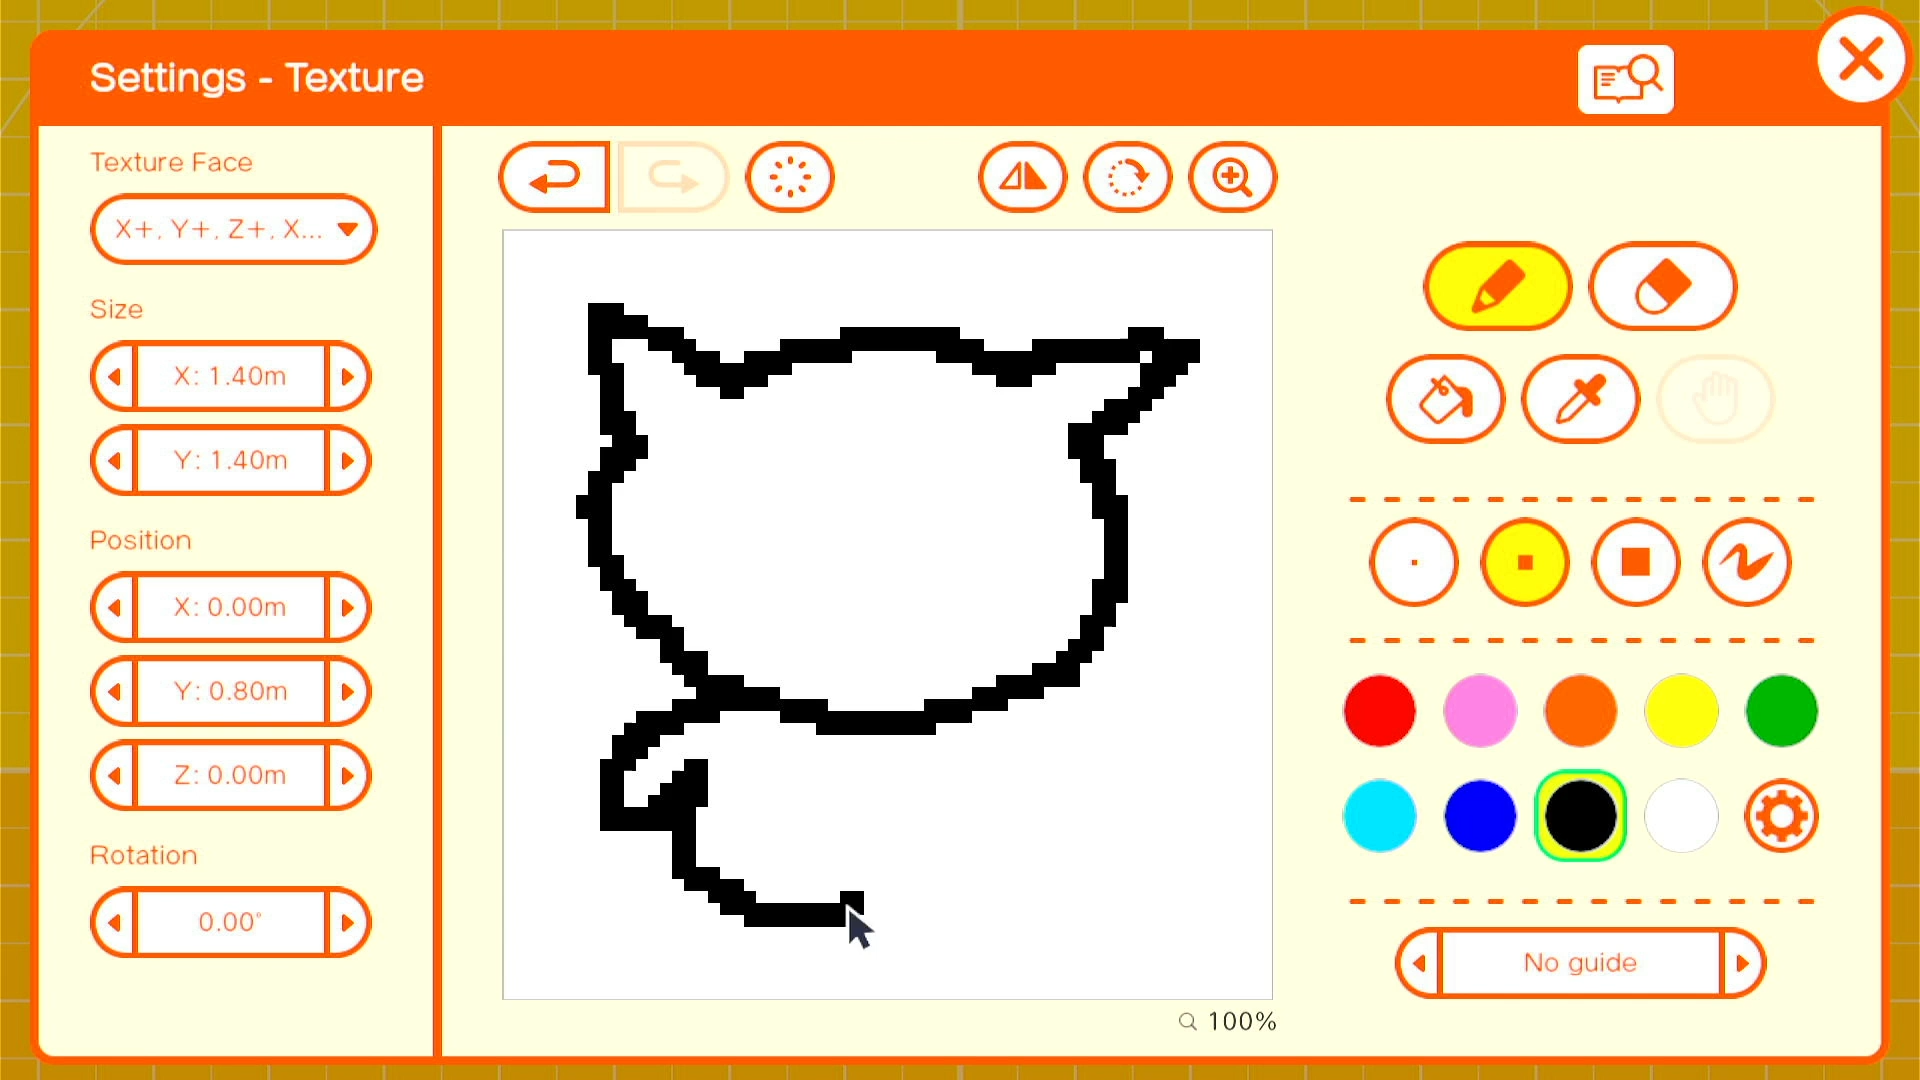 Settings - Texture
Texture Face
X+, Y+, Z+, X...
Size
X: 1.40m
Y: 1.40m
Position
X: 0.00m
Y: 0.80m
Z: 0.00m
Rotation
0.00°
No guide
100%